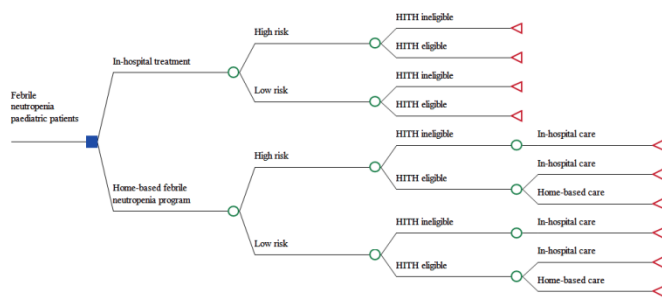 HITH ineligible
High risk
HITH eligible
In-hospital treatment
HITH ineligible
Low risk
HITH eligible
Febrile
neutropenia
paediatric patients
HITH ineligible
In-hospital care
High risk
In-hospital care
HITH eligible
Home-based care
Home-based febrile
neutropenia program
HITH ineligible
In-hospital care
Low risk
In-hospital care
HITH eligible
Home-based care